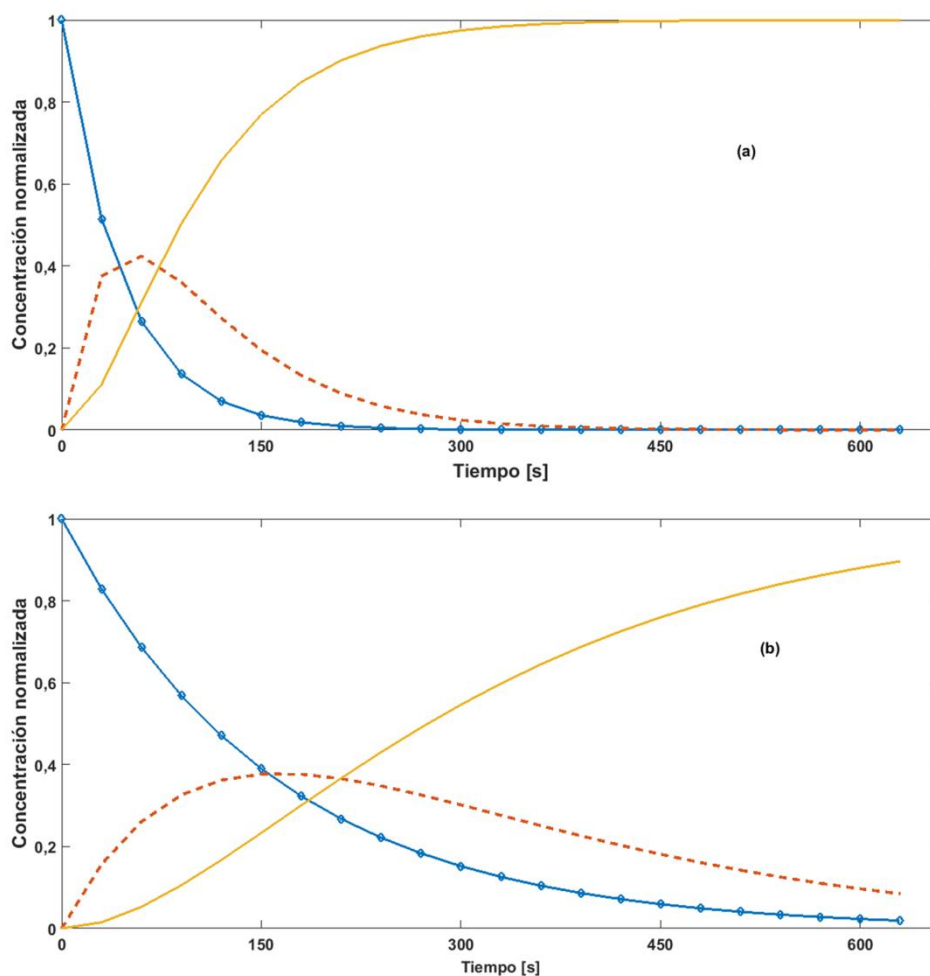 1
0,8
0,6
0,4
0,2
0
Concentración normalizada
(a)
0 150 300 450 600
Tiempo [s]
1
0,8
0,6
0,4
0,2
0
Concentración normalizada
(b)
0 150 300 450 600
Tiempo [s]